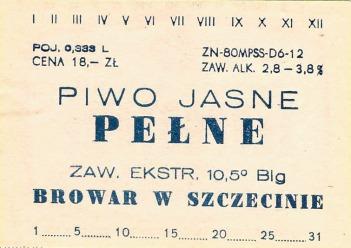 I II III IV V VI VII VIII IX X XI XII
POJ. 0,333 L ZN-80MPSS-D6-12
CENA 18,— ZŁ ZAW. ALK. 2,8 – 3,8%
PIWO JASNE
PEŁNE
ZAW. EKSTR. 10,5º Blg
BROWAR W SZCZECINIE
1.....5........10........15........20........25........31